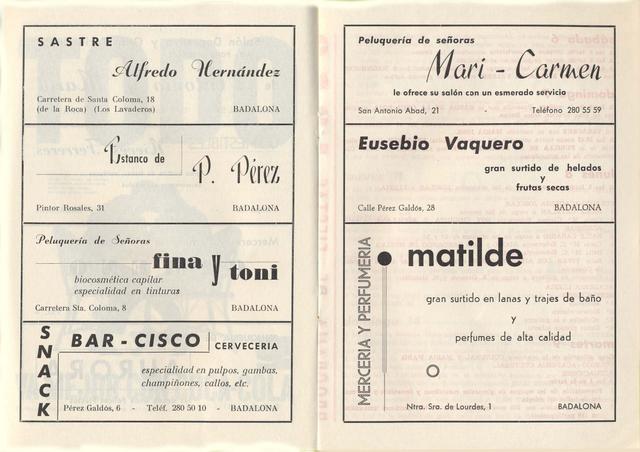 SASTRE
Alfredo Hernández
de
Carretera de Santa Coloma, 18
(de la Roca) (Los Lavaderos) BADALONA
Estanco de
P. Pérez
Pintor Rosales, 31 BADALONA
Peluquería de Señoras
fina y toni
biocosmética capilar
especialidad en tinturas
Carretera Sta. Coloma, 8 BADALONA
SNACK
BAR - CISCO CERVECERIA
especialidad en pulpos, gambas,
champiñones, callos, etc.
Pérez Galdós, 6 - Teléf. 280 50 10 - BADALONA
Peluquería de señoras
Mari - Carmen
le ofrece su salón con un esmerado servicio
San Antonio Abad, 21 - Teléfono 280 55 59
Eusebio Vaquero
gran surtido de helados
y
frutas secas
Calle Pérez Galdós, 28 BADALONA
MERCERIA Y PERFUMERIA
matilde
gran surtido en lanas y trajes de baño
y
perfumes de alta calidad
Ntra. Sra. de Lourdes, 1 BADALONA